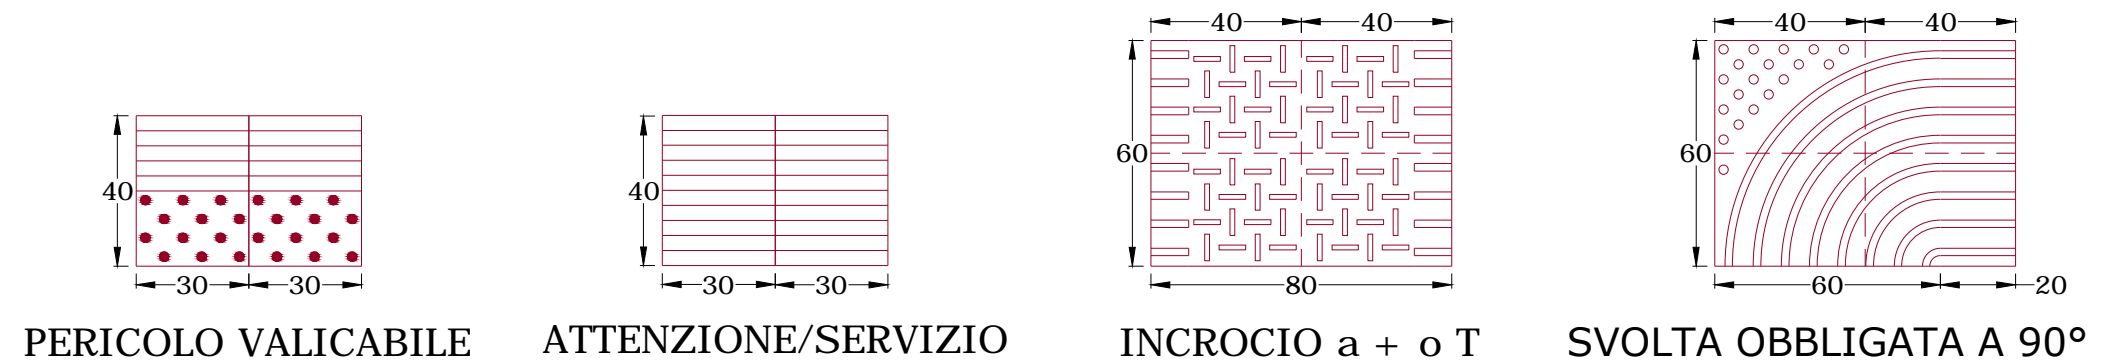 40
30 30
PERICOLO VALICABILE
40
30 30
ATTENZIONE/SERVIZIO
40 40
60
80
INCROCIO a + o T
40 40
60
60 20
SVOLTA OBBLIGATA A 90°